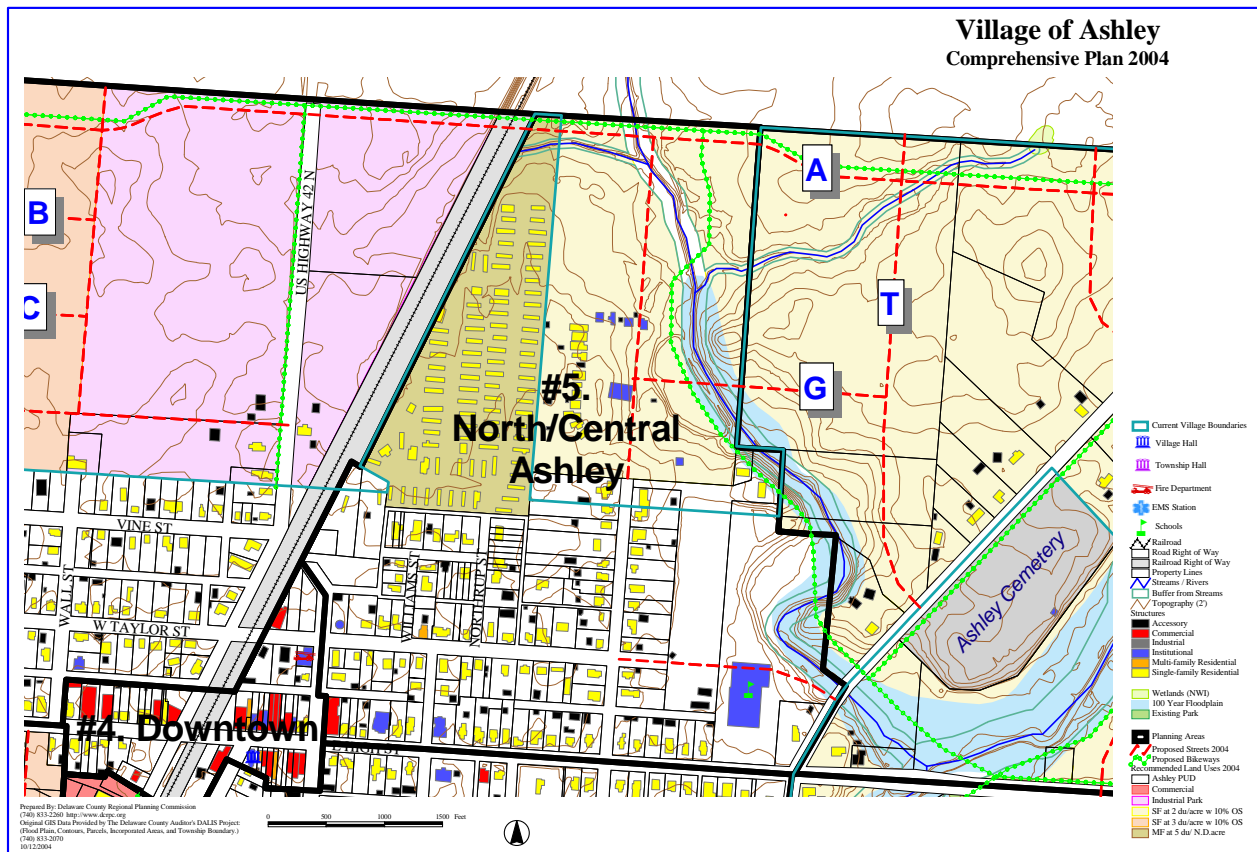 Village of Ashley
Comprehensive Plan 2004
A
B
US HIGHWAY 42 N
C
T
G
#5.
North/Central
Ashley
VINE ST
WALL ST
W TAYLOR ST
WILLIAMS ST
NORTHRUP ST
Ashley Cemetery
#4. Downtown
E HIGH ST
Current Village Boundaries
Village Hall
Township Hall
Fire Department
EMS Station
Schools
Railroad
Road Right of Way
Railroad Right of Way
Property Lines
Streams / Rivers
Buffer from Streams
Topography (2')
Structures
Accessory
Commercial
Industrial
Institutional
Multi-family Residential
Single-family Residential
Wetlands (NWI)
100 Year Floodplain
Existing Park
Planning Areas
Proposed Streets 2004
Proposed Bikeways
Recommended Land Uses 2004
Ashley PUD
Commercial
Industrial Park
SF at 2 du/acre w 10% OS
SF at 3 du/acre w 10% OS
MF at 5 du/ N.D.acre
Prepared By: Delaware County Regional Planning Commission
(740) 833-2260 http://www.dcrpc.org
Original GIS Data Provided by The Delaware County Auditor's DALIS Project:
(Flood Plain, Contours, Parcels, Incorporated Areas, and Township Boundary.)
(740) 833-2070
10/12/2004
0 500 1000 1500 Feet